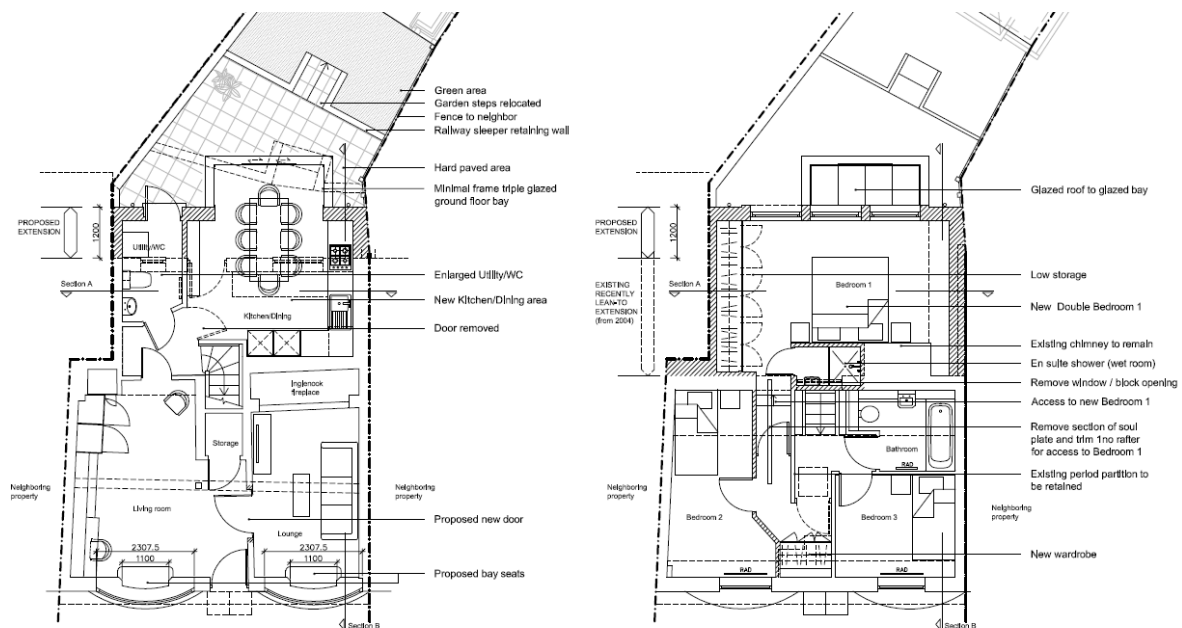 Green area
Garden steps relocated
Fence to neighbor
Railway sleeper retaining wall
Hard paved area
Minimal frame triple glazed
ground floor bay
PROPOSED
EXTENSION
1200
Utility/WC
Enlarged Utility/WC
Section A
New Kitchen/Dining area
Kitchen/Dining
Door removed
Inglenook
fireplace
Storage
Neighboring
property
Neighboring
property
Living room
Proposed new door
Lounge
2307.5
1100
2307.5
1100
Proposed bay seats
Section B
Glazed roof to glazed bay
PROPOSED
EXTENSION
1200
EXISTING
RECENTLY
LEAN-TO
EXTENSION
(from 2004)
Section A
Low storage
Bedroom 1
New Double Bedroom 1
Existing chimney to remain
En suite shower (wet room)
Remove window / block opening
Access to new Bedroom 1
Remove section of soul
plate and trim 1no rafter
for access to Bedroom 1
Bathroom
RAD
Existing period partition to
be retained
Neighboring
property
Neighboring
property
Bedroom 2
Bedroom 3
New wardrobe
RAD
RAD
Section B